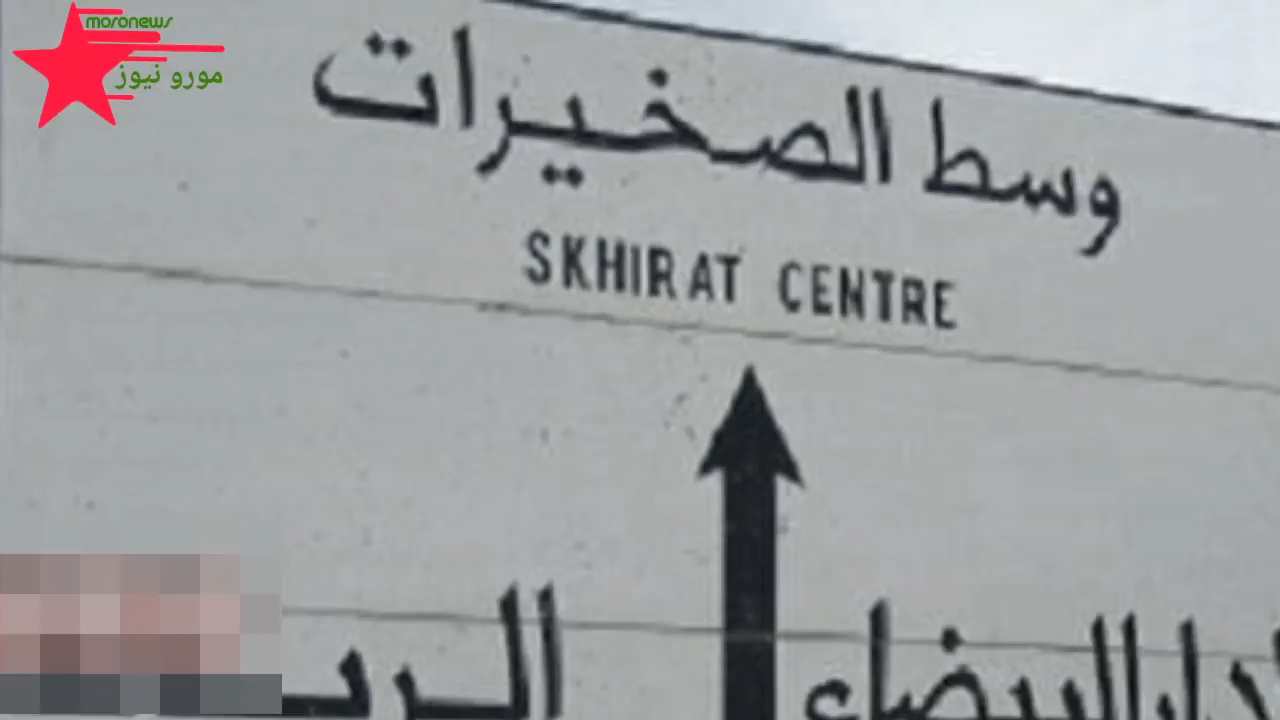 moronews
مورو نيوز
وسط الصخيرات
SKHIRAT CENTRE
الدار البيضاء